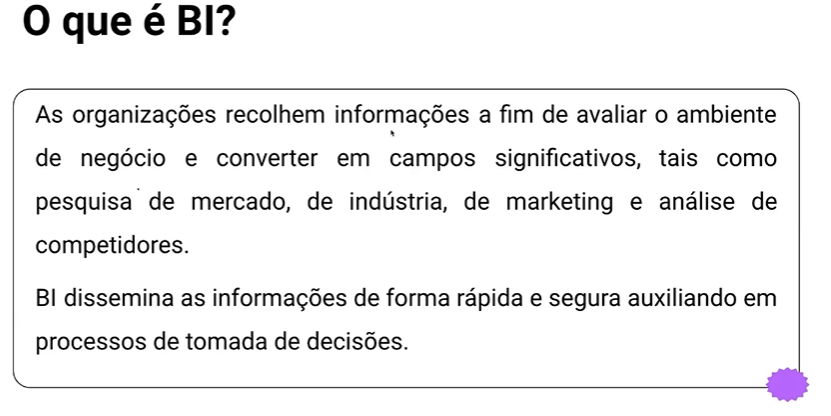 O que é BI?
As organizações recolhem informações a fim de avaliar o ambiente
de negócio e converter em campos significativos, tais como
pesquisa de mercado, de indústria, de marketing e análise de
competidores.
BI dissemina as informações de forma rápida e segura auxiliando em
processos de tomada de decisões.